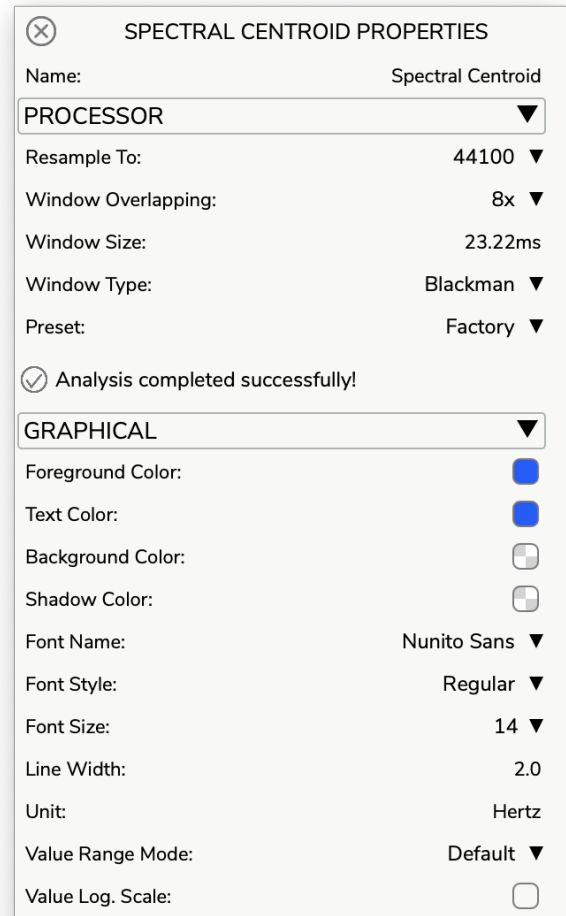 SPECTRAL CENTROID PROPERTIES
Name: Spectral Centroid
PROCESSOR
Resample To: 44100
Window Overlapping: 8x
Window Size: 23.22ms
Window Type: Blackman
Preset: Factory
Analysis completed successfully!
GRAPHICAL
Foreground Color:
Text Color:
Background Color:
Shadow Color:
Font Name: Nunito Sans
Font Style: Regular
Font Size: 14
Line Width: 2.0
Unit: Hertz
Value Range Mode: Default
Value Log. Scale: